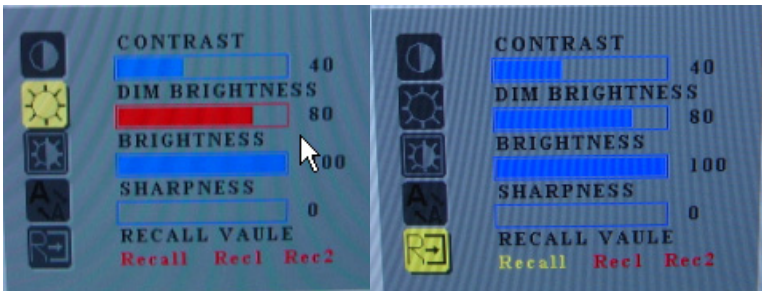 CONTRAST
40
DIM BRIGHTNESS
80
BRIGHTNESS
00
SHARPNESS
0
RECALL VAULE
Recall Rec1 Rec2
CONTRAST
40
DIM BRIGHTNESS
80
BRIGHTNESS
100
SHARPNESS
0
RECALL VAULE
Recall Rec1 Rec2